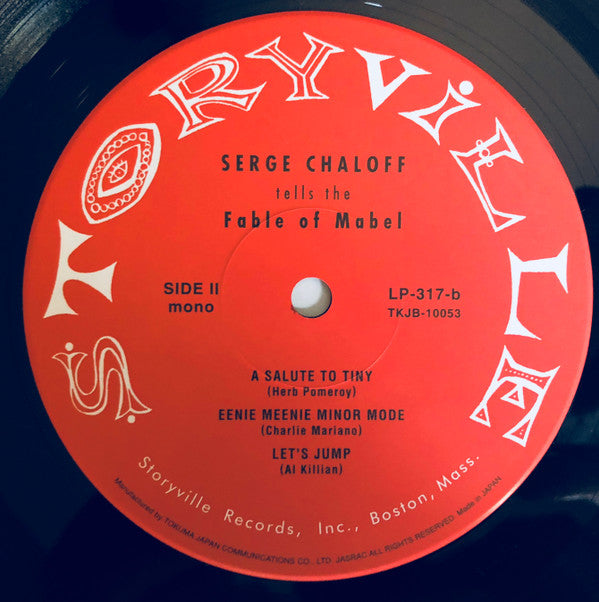 STORYVILLE
SERGE CHALOFF
tells the
Fable of Mabel
SIDE II
mono
LP-317-b
TKJB-10053
A SALUTE TO TINY
(Herb Pomeroy)
EENIE MEENIE MINOR MODE
(Charlie Mariano)
LET'S JUMP
(Al Killian)
Storyville Records, Inc., Boston, Mass.
Manufactured by TOKUMA JAPAN COMMUNICATIONS CO., LTD. JASRAC ALL RIGHTS RESERVED. Made in JAPAN